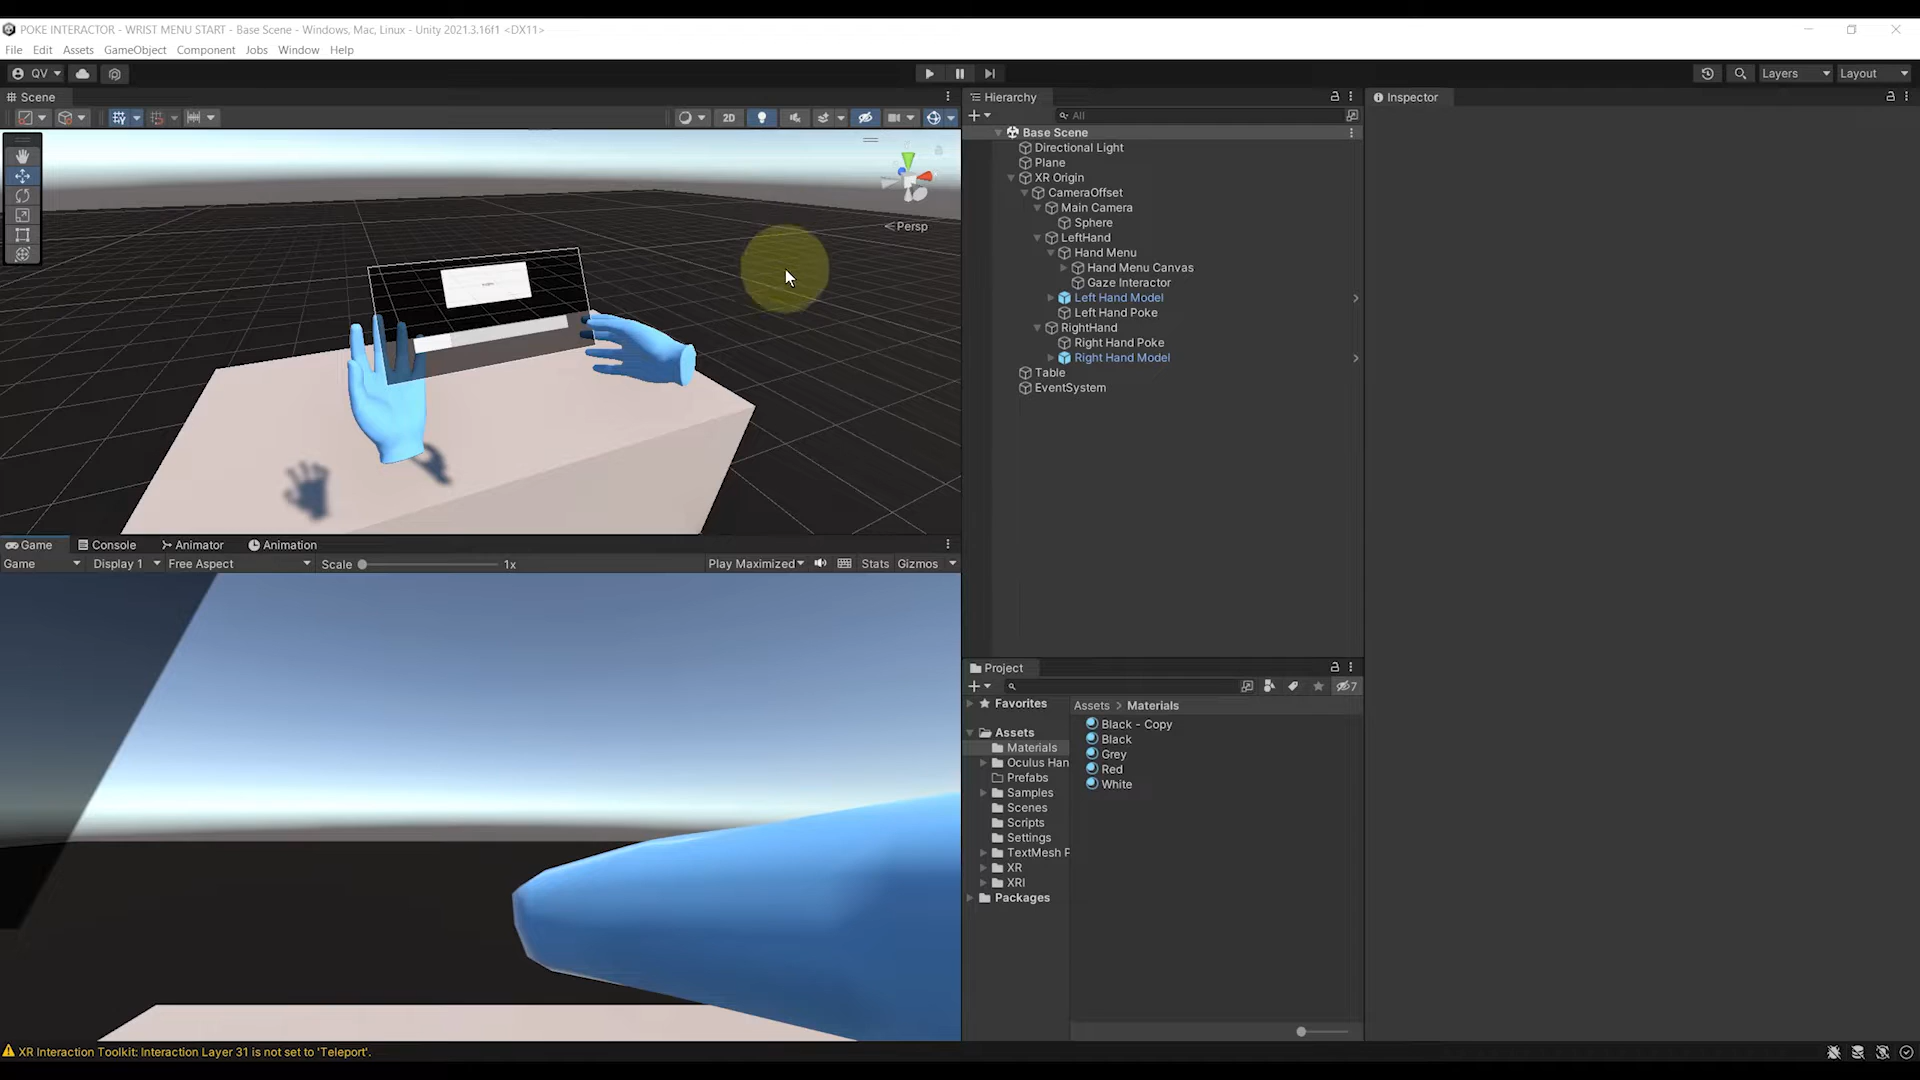 POKE INTERACTOR - WRIST MENU START - Base Scene - Windows, Mac, Linux - Unity 2021.3.16f1 <DX11>
File Edit Assets GameObject Component Jobs Window Help
QV Layers Layout
Scene
2D
Persp
Hierarchy
All
Base Scene
Directional Light
Plane
XR Origin
CameraOffset
Main Camera
Sphere
LeftHand
Hand Menu
Hand Menu Canvas
Gaze Interactor
Left Hand Model
Left Hand Poke
RightHand
Right Hand Poke
Right Hand Model
Table
EventSystem
Inspector
Game Console Animator Animation
Game Display 1 Free Aspect Scale 1x Play Maximized Stats Gizmos
Project
7
Favorites
Assets
Materials
Oculus Han
Prefabs
Samples
Scenes
Scripts
Settings
TextMesh P
XR
XRI
Packages
Assets > Materials
Black - Copy
Black
Grey
Red
White
XR Interaction Toolkit: Interaction Layer 31 is not set to 'Teleport'.